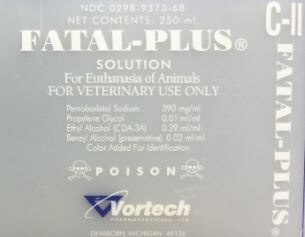 NDC 0298-9373-68
NET CONTENTS: 250 ml.
FATAL-PLUS®
SOLUTION
For Euthanasia of Animals
FOR VETERINARY USE ONLY
Pentobarbital Sodium . 390 mg/ml
Propylene Glycol 0.01 ml/ml
Ethyl Alcohol (CDA-3A) 0.29 ml/ml
Benzyl Alcohol (preservative) 0.02 ml/ml
Color Added For Identification
POISON
Vortech
PHARMACEUTICALS, LTD.
DEARBORN, MICHIGAN 48126
C-II
FATAL-PLUS®